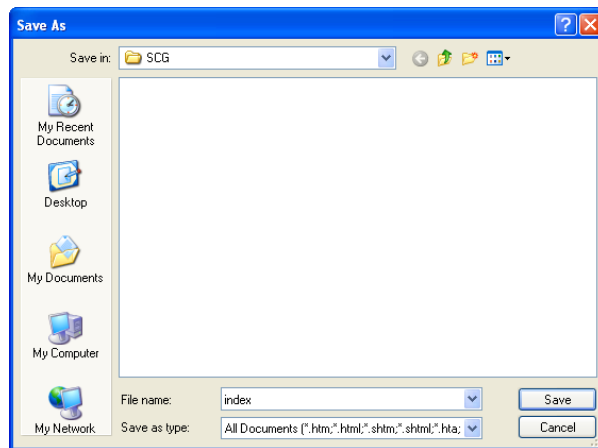 Save As
Save in:
SCG
My Recent
Documents
Desktop
My Documents
My Computer
My Network
File name:
index
Save
Save as type:
All Documents (*.htm;*.html;*.shtm;*.shtml;*.hta;
Cancel